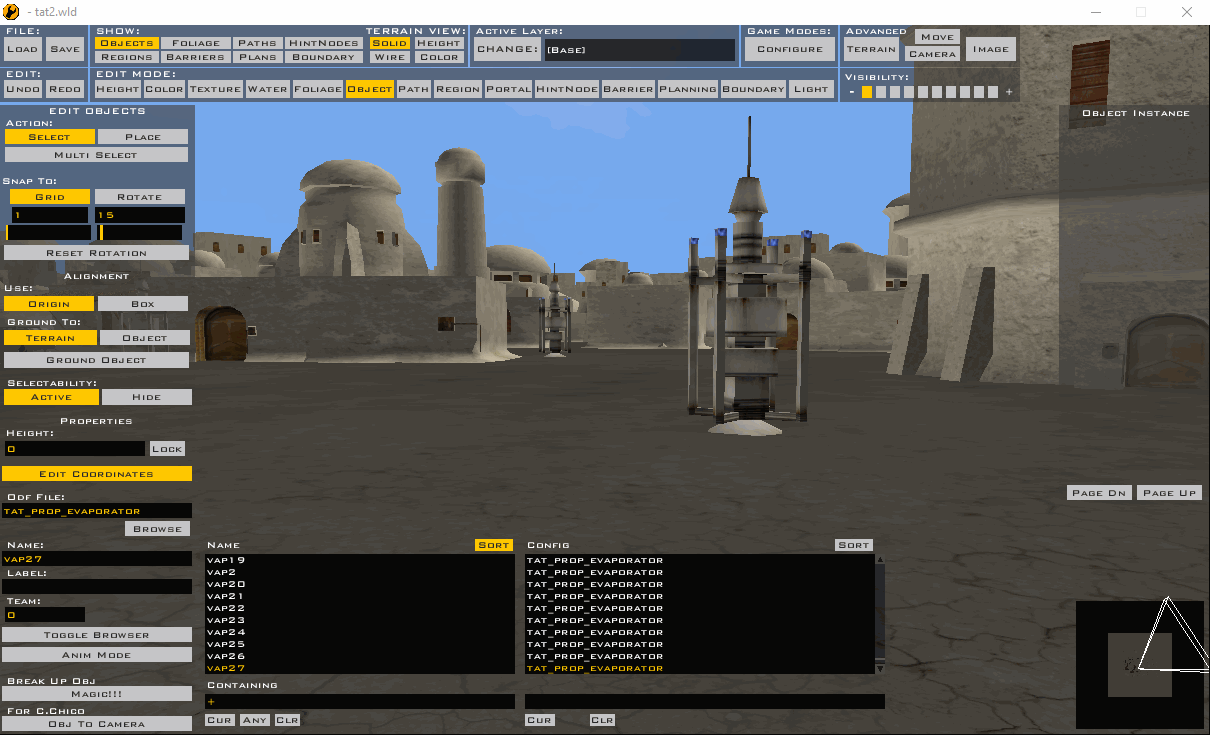 - tat2.wld
FILE:
LOAD SAVE
SHOW:
OBJECTS FOLIAGE PATHS HINTNODES
REGIONS BARRIERS PLANS BOUNDARY
TERRAIN VIEW:
SOLID HEIGHT
WIRE COLOR
ACTIVE LAYER:
CHANGE: [BASE]
GAME MODES:
CONFIGURE
ADVANCED
TERRAIN MOVE CAMERA IMAGE
EDIT:
UNDO REDO
EDIT MODE:
HEIGHT COLOR TEXTURE WATER FOLIAGE OBJECT PATH REGION PORTAL HINTNODE BARRIER PLANNING BOUNDARY LIGHT
VISIBILITY:
- +
EDIT OBJECTS
ACTION:
SELECT PLACE
MULTI SELECT
SNAP TO:
GRID ROTATE
1 15
RESET ROTATION
ALIGNMENT
USE:
ORIGIN BOX
GROUND TO:
TERRAIN OBJECT
GROUND OBJECT
SELECTABILITY:
ACTIVE HIDE
PROPERTIES
HEIGHT:
0 LOCK
EDIT COORDINATES
ODF FILE:
TAT_PROP_EVAPORATOR
BROWSE
NAME:
VAP27
LABEL:
TEAM:
0
TOGGLE BROWSER
ANIM MODE
BREAK UP OBJ
MAGIC!!!
FOR C.CHICO
OBJ TO CAMERA
NAME SORT
VAP19
VAP2
VAP20
VAP21
VAP22
VAP23
VAP24
VAP25
VAP26
VAP27
CONTAINING
+
CUR ANY CLR
CONFIG SORT
TAT_PROP_EVAPORATOR
TAT_PROP_EVAPORATOR
TAT_PROP_EVAPORATOR
TAT_PROP_EVAPORATOR
TAT_PROP_EVAPORATOR
TAT_PROP_EVAPORATOR
TAT_PROP_EVAPORATOR
TAT_PROP_EVAPORATOR
TAT_PROP_EVAPORATOR
TAT_PROP_EVAPORATOR
CUR CLR
OBJECT INSTANCE
PAGE DN PAGE UP